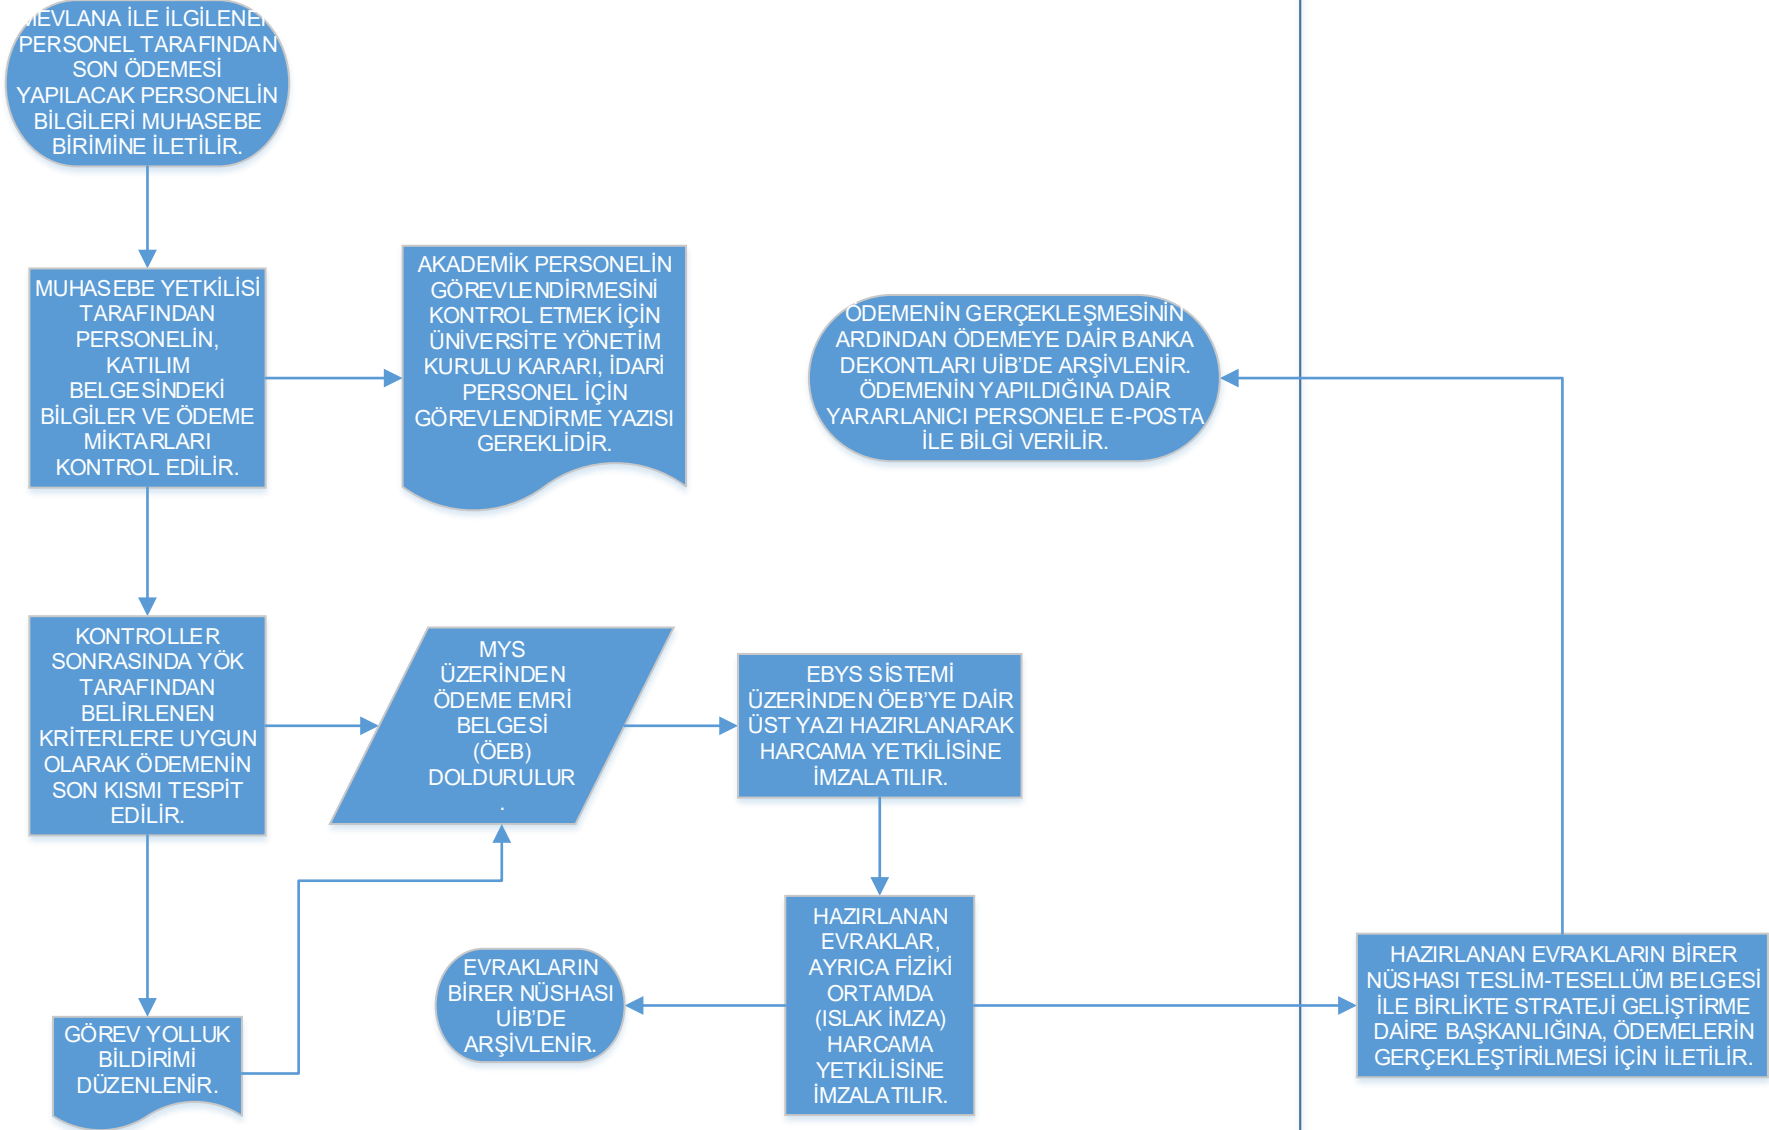 MEVLANA İLE İLGİLENEN
PERSONEL TARAFINDAN
SON ÖDEMESİ
YAPILACAK PERSONELİN
BİLGİLERİ MUHASEBE
BİRİMİNE İLETİLİR.
MUHASEBE YETKİLİSİ
TARAFINDAN
PERSONELİN,
KATILIM
BELGESİNDEKİ
BİLGİLER VE ÖDEME
MİKTARLARI
KONTROL EDİLİR.
AKADEMİK PERSONELİN
GÖREVLENDİRMESİNİ
KONTROL ETMEK İÇİN
ÜNİVERSİTE YÖNETİM
KURULU KARARI, İDARİ
PERSONEL İÇİN
GÖREVLENDİRME YAZISI
GEREKLİDİR.
ÖDEMENİN GERÇEKLEŞMESİNİN
ARDINDAN ÖDEMEYE DAİR BANKA
DEKONTLARI UİB’DE ARŞİVLENİR.
ÖDEMENİN YAPILDIĞINA DAİR
YARARLANICI PERSONELE E-POSTA
İLE BİLGİ VERİLİR.
KONTROLLER
SONRASINDA YÖK
TARAFINDAN
BELİRLENEN
KRİTERLERE UYGUN
OLARAK ÖDEMENİN
SON KISMI TESPİT
EDİLİR.
MYS
ÜZERİNDEN
ÖDEME EMRİ
BELGESİ
(ÖEB)
DOLDURULUR
.
EBYS SİSTEMİ
ÜZERİNDEN ÖEB’YE DAİR
ÜST YAZI HAZIRLANARAK
HARCAMA YETKİLİSİNE
İMZALATILIR.
GÖREV YOLLUK
BİLDİRİMİ
DÜZENLENİR.
EVRAKLARIN
BİRER NÜSHASI
UİB’DE
ARŞİVLENİR.
HAZIRLANAN
EVRAKLAR,
AYRICA FİZİKİ
ORTAMDA
(ISLAK İMZA)
HARCAMA
YETKİLİSİNE
İMZALATILIR.
HAZIRLANAN EVRAKLARIN BİRER
NÜSHASI TESLİM-TESELLÜM BELGESİ
İLE BİRLİKTE STRATEJİ GELİŞTİRME
DAİRE BAŞKANLIĞINA, ÖDEMELERİN
GERÇEKLEŞTİRİLMESİ İÇİN İLETİLİR.